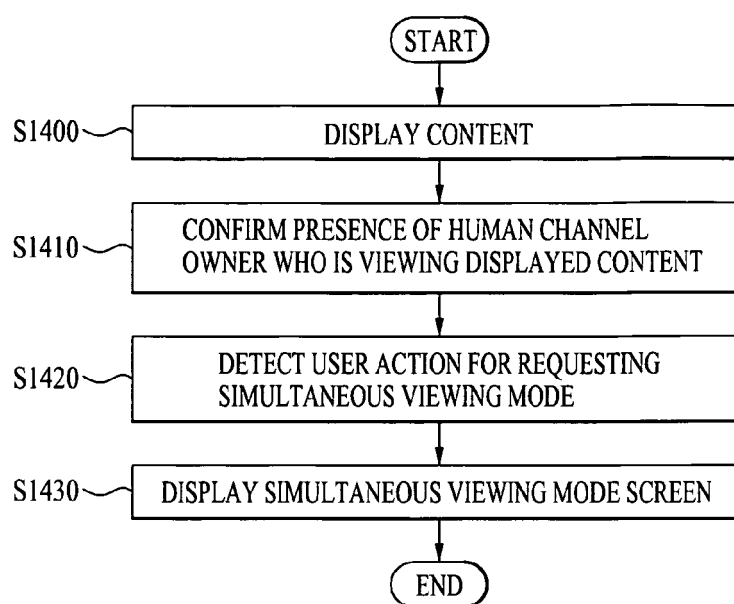 START
S1400
DISPLAY CONTENT
S1410
CONFIRM PRESENCE OF HUMAN CHANNEL
OWNER WHO IS VIEWING DISPLAYED CONTENT
S1420
DETECT USER ACTION FOR REQUESTING
SIMULTANEOUS VIEWING MODE
S1430
DISPLAY SIMULTANEOUS VIEWING MODE SCREEN
END